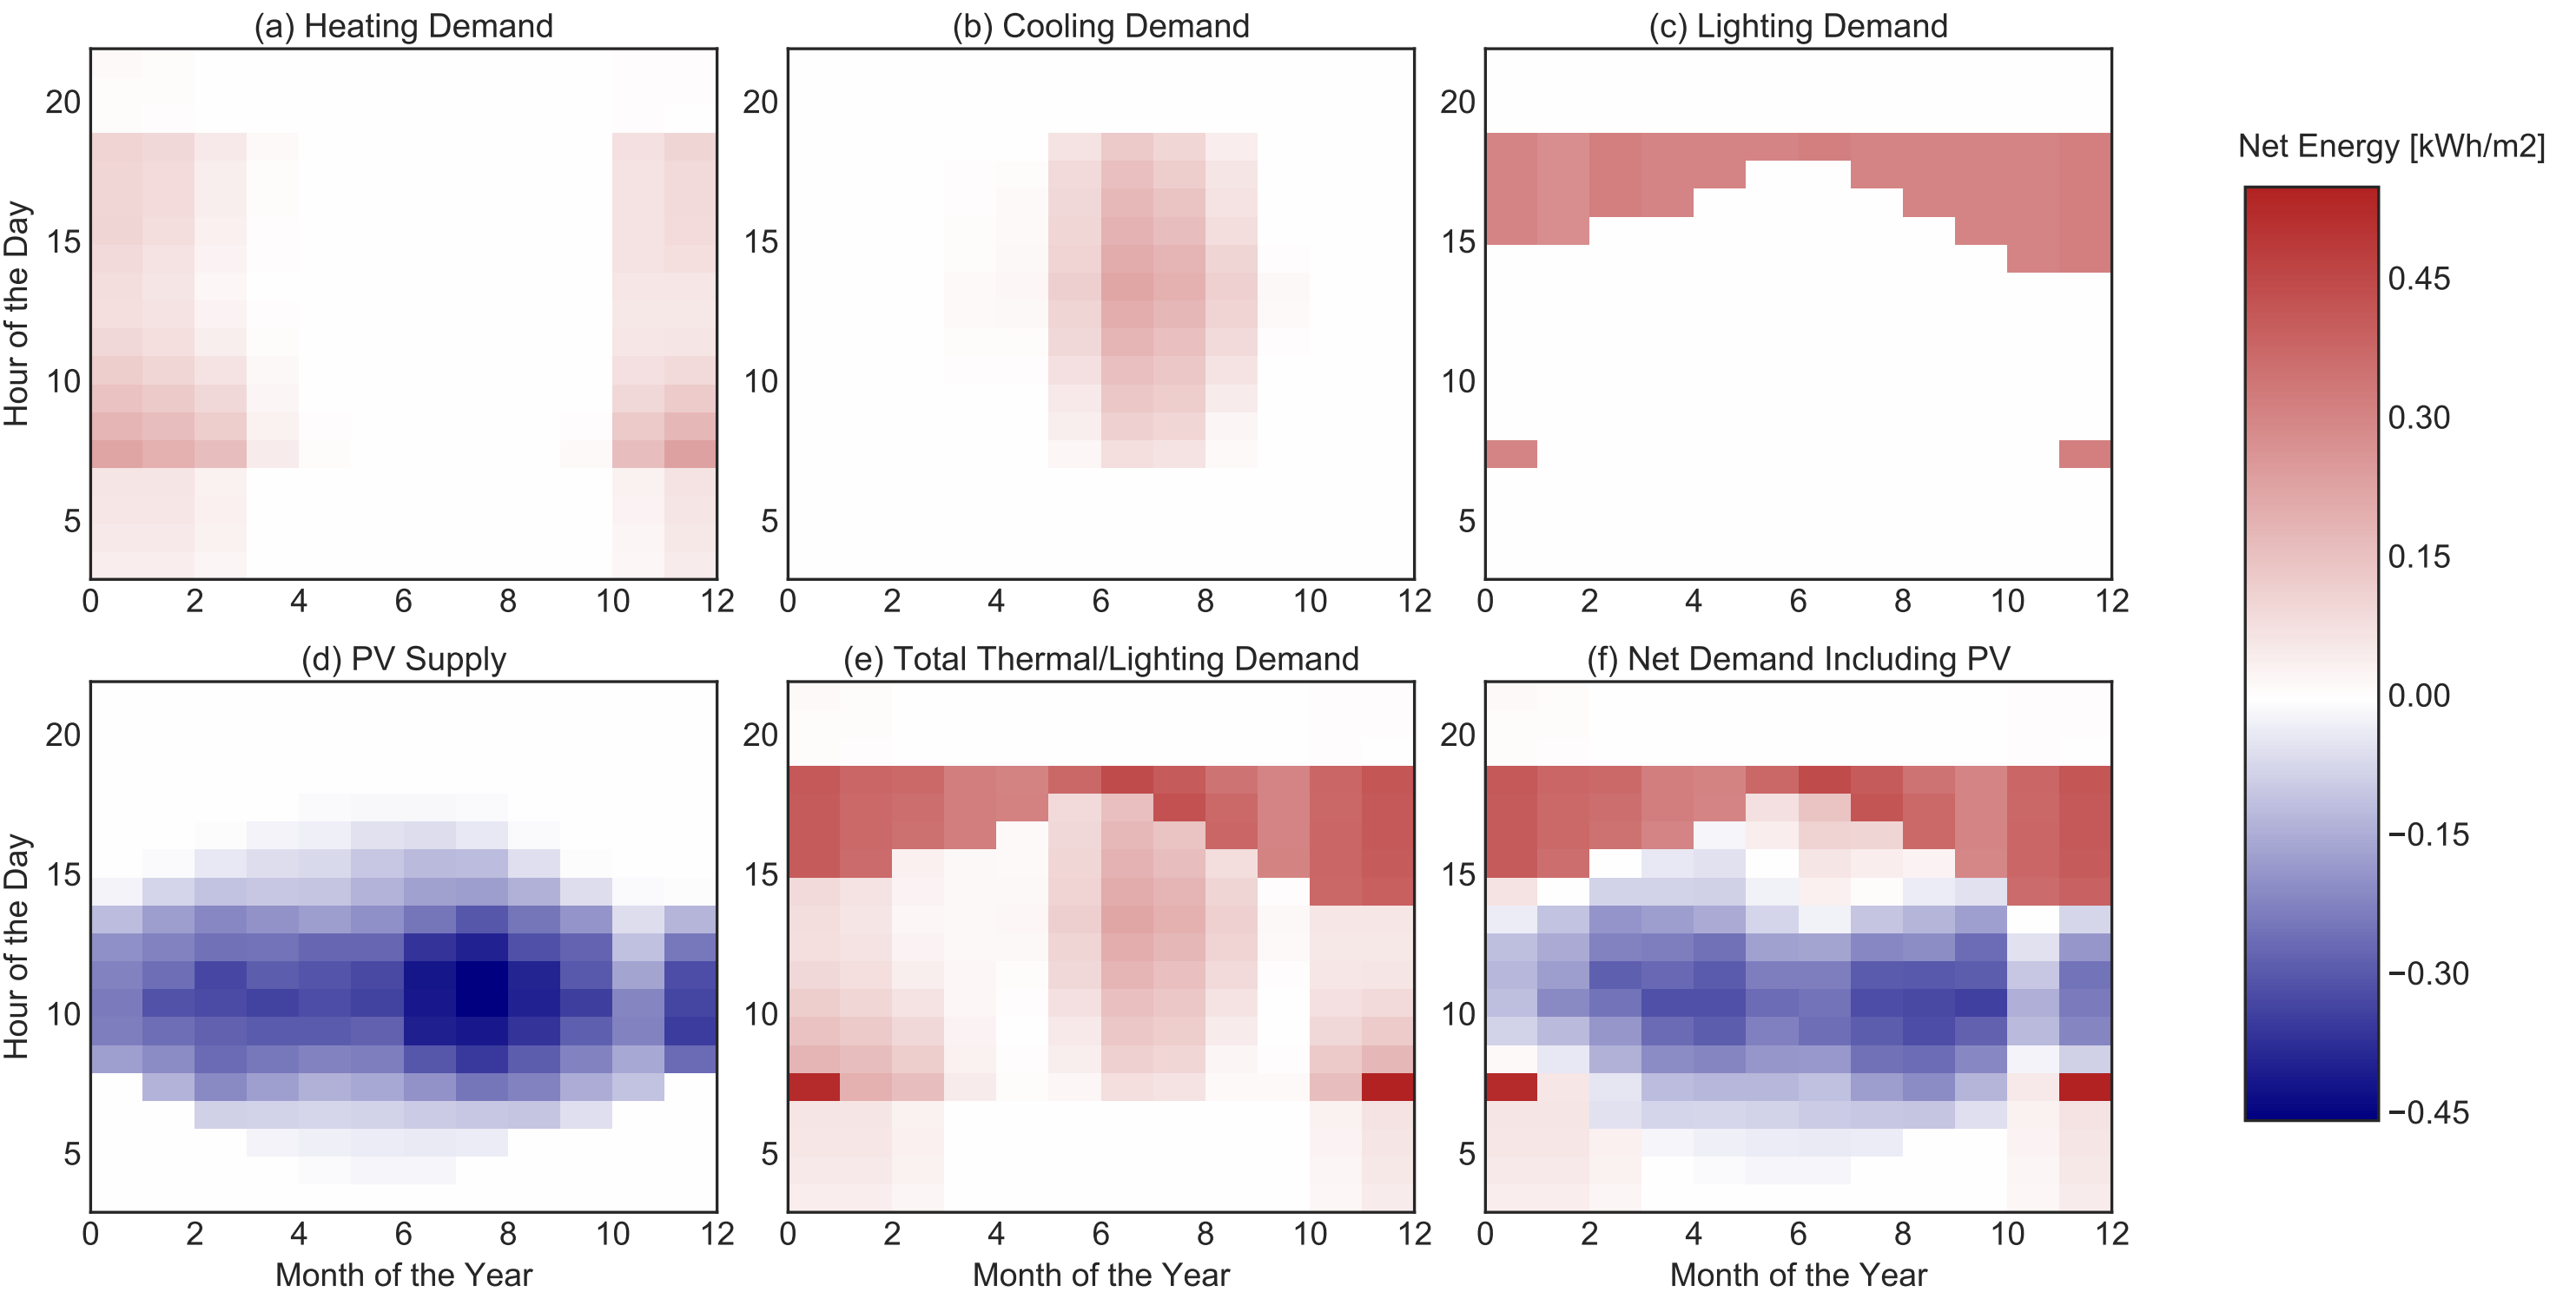 (a) Heating Demand
(b) Cooling Demand
(c) Lighting Demand
Hour of the Day
20
15
10
5
0 2 4 6 8 10 12
20
15
10
5
0 2 4 6 8 10 12
20
15
10
5
0 2 4 6 8 10 12
Net Energy [kWh/m2]
0.45
0.30
0.15
0.00
−0.15
−0.30
−0.45
(d) PV Supply
(e) Total Thermal/Lighting Demand
(f) Net Demand Including PV
Hour of the Day
20
15
10
5
0 2 4 6 8 10 12
Month of the Year
20
15
10
5
0 2 4 6 8 10 12
Month of the Year
20
15
10
5
0 2 4 6 8 10 12
Month of the Year